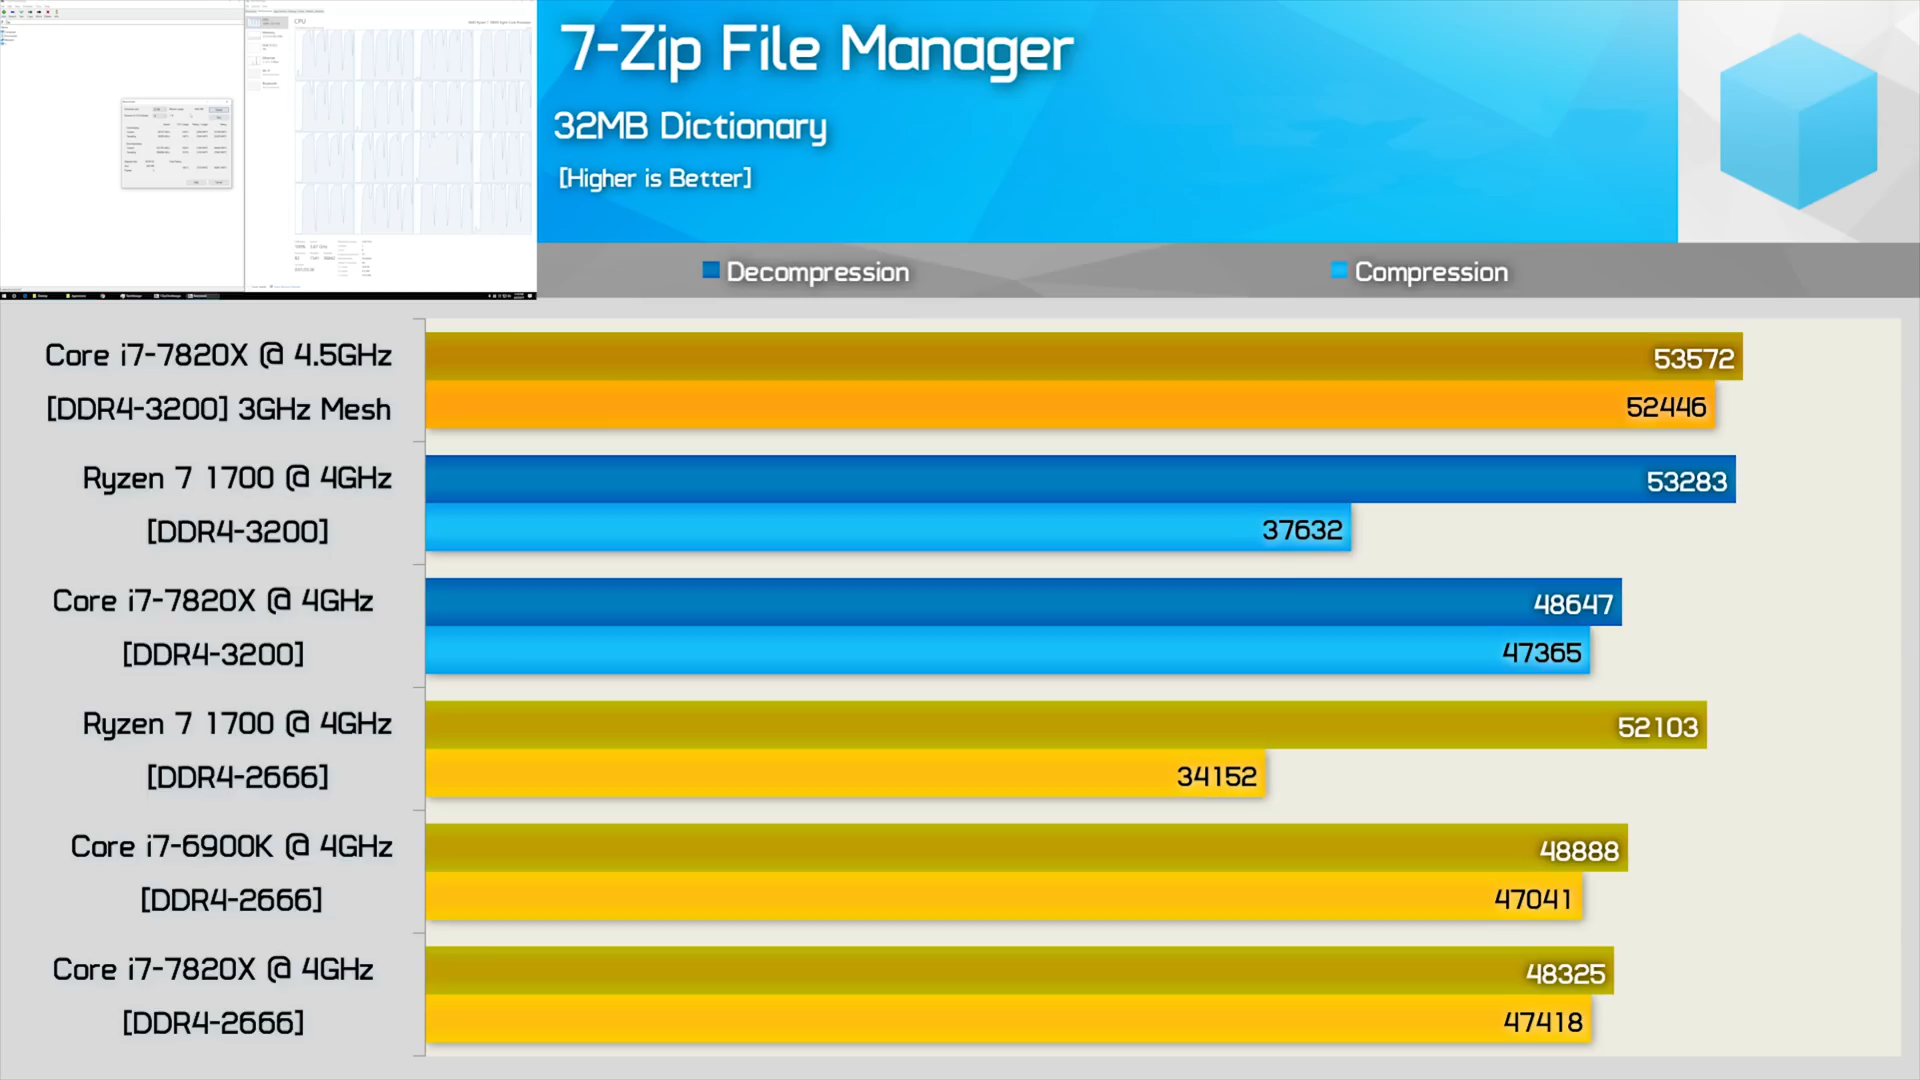 CPU
7-Zip File Manager
32MB Dictionary
[Higher is Better]
Decompression
Compression
Core i7-7820X @ 4.5GHz
[DDR4-3200] 3GHz Mesh
53572
52446
Ryzen 7 1700 @ 4GHz
[DDR4-3200]
53283
37632
Core i7-7820X @ 4GHz
[DDR4-3200]
48647
47365
Ryzen 7 1700 @ 4GHz
[DDR4-2666]
52103
34152
Core i7-6900K @ 4GHz
[DDR4-2666]
48888
47041
Core i7-7820X @ 4GHz
[DDR4-2666]
48325
47418